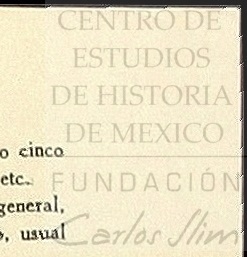 CENTRO DE
ESTUDIOS
DE HISTORIA
DE MEXICO
o cinco
etc.
FUNDACIÓN
general,
usual
Carlos Slim